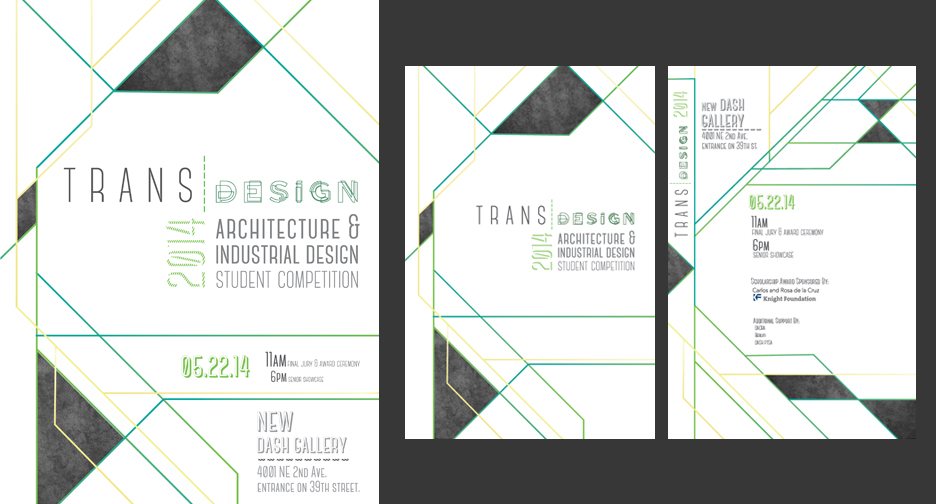 TRANS
DESIGN
2014
ARCHITECTURE &
INDUSTRIAL DESIGN
STUDENT COMPETITION
05.22.14
11AM FINAL JURY & AWARD CEREMONY
6PM SENIOR SHOWCASE
NEW
DASH GALLERY
4001 NE 2ND AVE.
ENTRANCE ON 39TH STREET.
TRANS
DESIGN
2014
ARCHITECTURE &
INDUSTRIAL DESIGN
STUDENT COMPETITION
TRANS DESIGN 2014
NEW DASH
GALLERY
4001 NE 2ND AVE.
ENTRANCE ON 39TH ST.
05.22.14
11AM
FINAL JURY & AWARD CEREMONY
6PM
SENIOR SHOWCASE
SCHOLARSHIP AWARD SPONSORED BY:
Carlos and Rosa de la Cruz
Knight Foundation
ADDITIONAL SUPPORT BY: